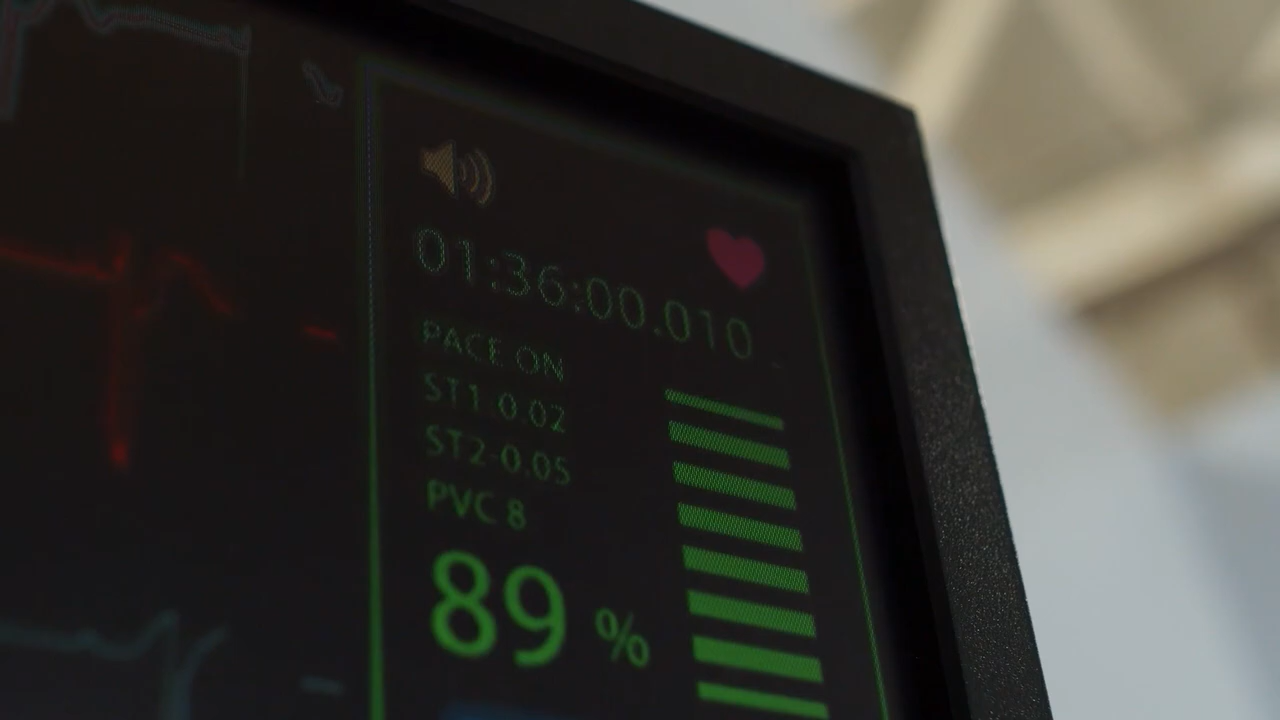 01:36:00.010
PACE ON
ST1-0.02
ST2-0.05
PVC 8
89 %